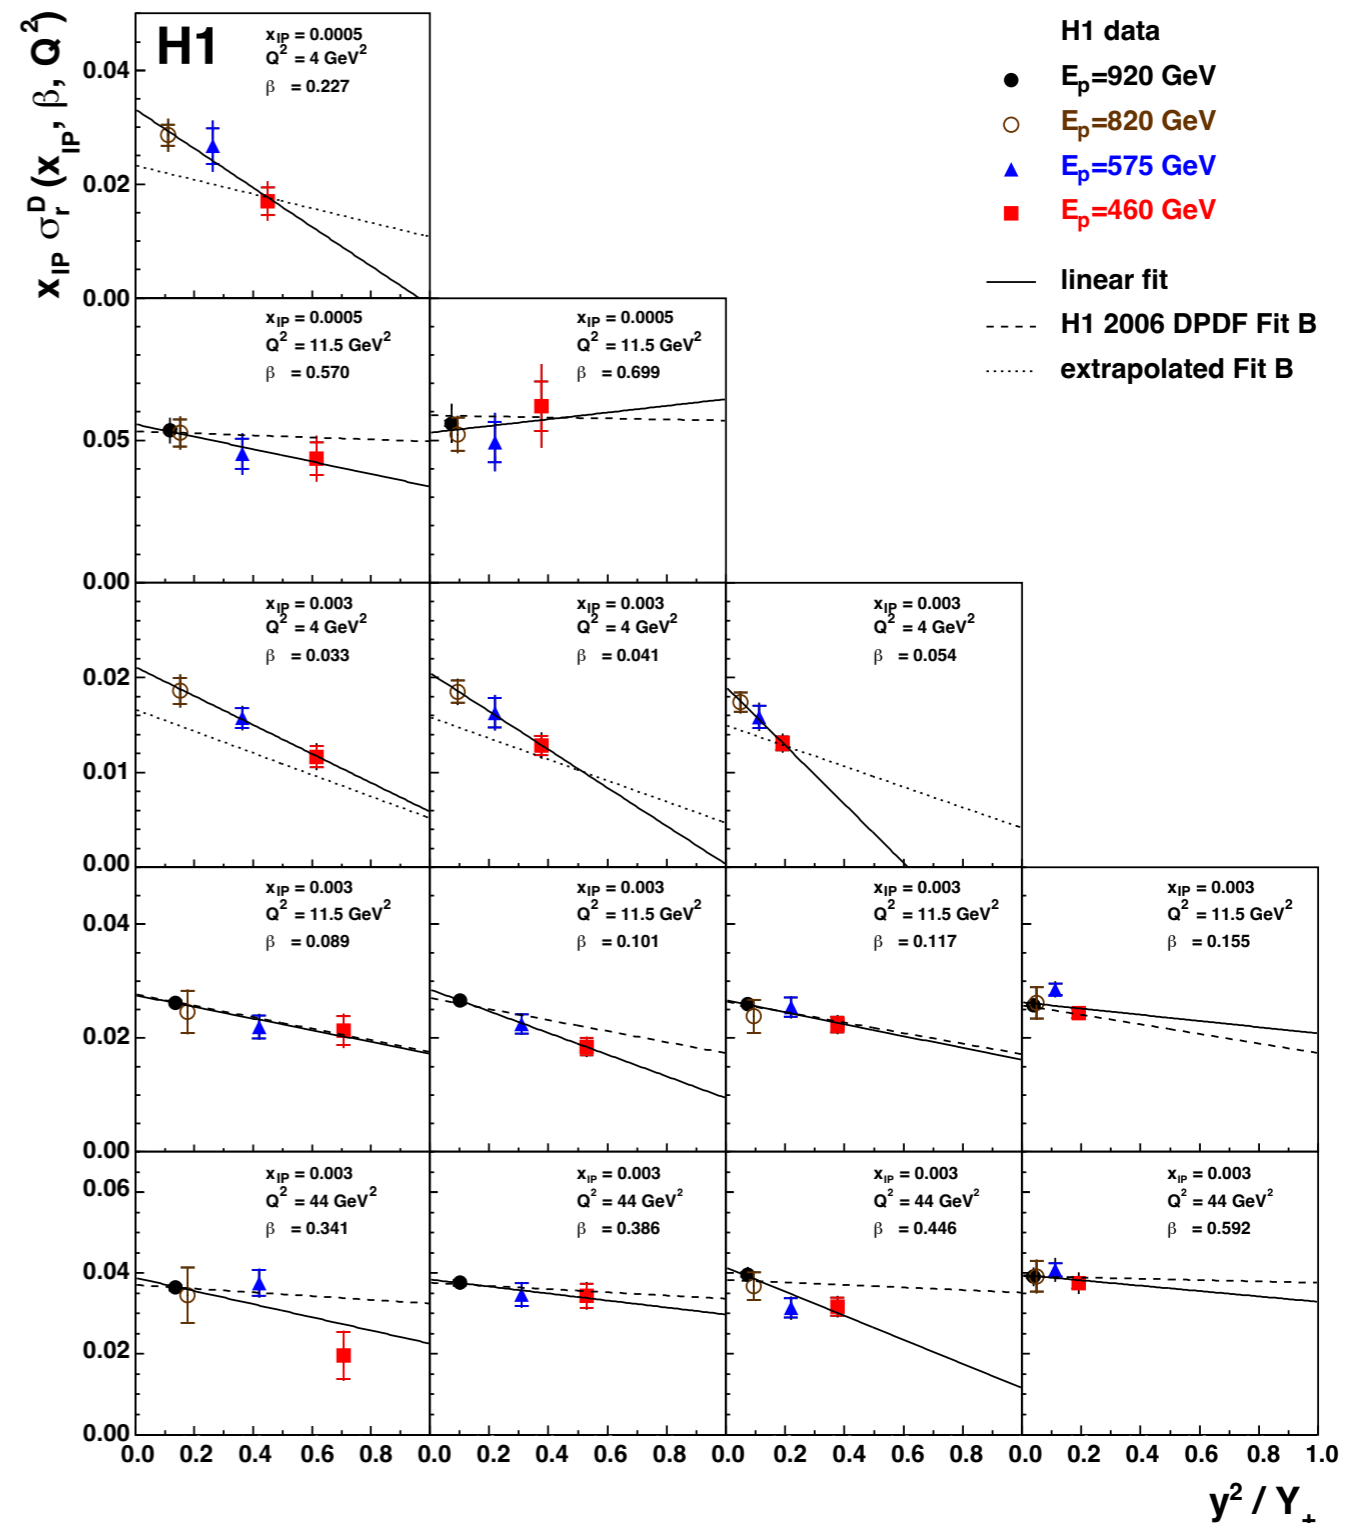 x_IP σ_r^D (x_IP, β, Q²)
H1
x_IP = 0.0005
Q² = 4 GeV²
β = 0.227
H1 data
E_p=920 GeV
E_p=820 GeV
E_p=575 GeV
E_p=460 GeV
linear fit
H1 2006 DPDF Fit B
extrapolated Fit B
0.04
0.02
0.00
x_IP = 0.0005
Q² = 11.5 GeV²
β = 0.570
x_IP = 0.0005
Q² = 11.5 GeV²
β = 0.699
0.05
0.00
x_IP = 0.003
Q² = 4 GeV²
β = 0.033
x_IP = 0.003
Q² = 4 GeV²
β = 0.041
x_IP = 0.003
Q² = 4 GeV²
β = 0.054
0.02
0.01
0.00
x_IP = 0.003
Q² = 11.5 GeV²
β = 0.089
x_IP = 0.003
Q² = 11.5 GeV²
β = 0.101
x_IP = 0.003
Q² = 11.5 GeV²
β = 0.117
x_IP = 0.003
Q² = 11.5 GeV²
β = 0.155
0.04
0.02
0.00
x_IP = 0.003
Q² = 44 GeV²
β = 0.341
x_IP = 0.003
Q² = 44 GeV²
β = 0.386
x_IP = 0.003
Q² = 44 GeV²
β = 0.446
x_IP = 0.003
Q² = 44 GeV²
β = 0.592
0.06
0.04
0.02
0.00
0.0 0.2 0.4 0.6 0.8 0.0 0.2 0.4 0.6 0.8 0.0 0.2 0.4 0.6 0.8 0.0 0.2 0.4 0.6 0.8 1.0
y² / Y_+